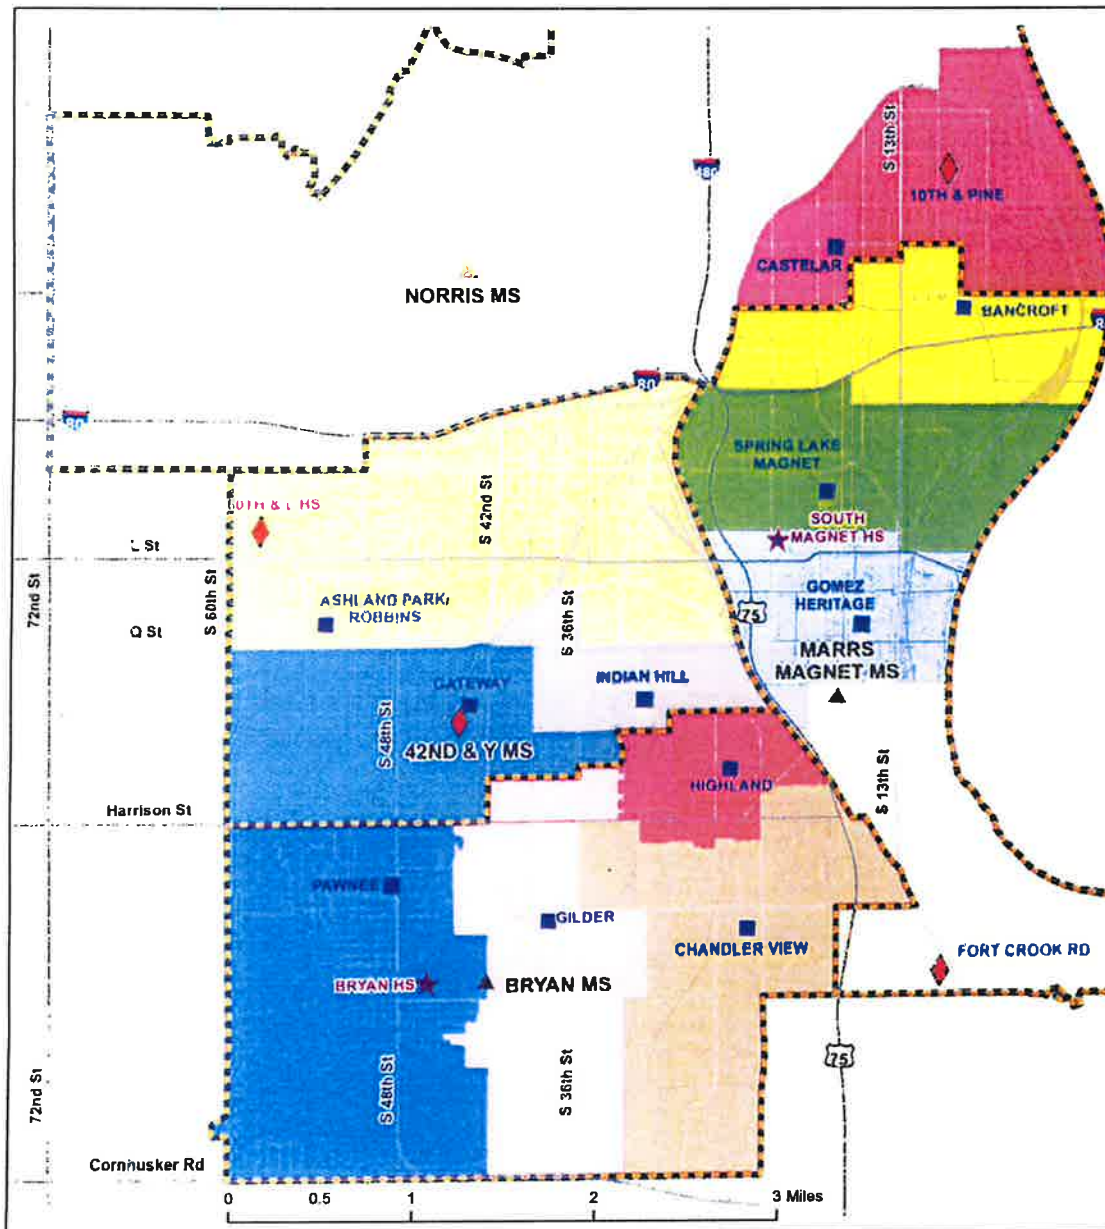 S 13th St
480
10TH & PINE
CASTELAR
NORRIS MS
BANCROFT
8
80
80
SPRING LAKE
MAGNET
S 42nd St
0TH & L HS
SOUTH
MAGNET HS
L St
GOMEZ
HERITAGE
72nd St
S 60th St
ASHLAND PARK/
ROBBINS
S 36th St
75
Q St
MARRS
MAGNET MS
INDIAN HILL
GATEWAY
S 48th St
42ND & Y MS
HIGHLAND
S 13th St
Harrison St
PAWNEE
GILDER
CHANDLER VIEW
FORT CROOK RD
BRYAN HS
BRYAN MS
75
72nd St
S 48th St
S 36th St
Cornhusker Rd
0 0.5 1 2 3 Miles